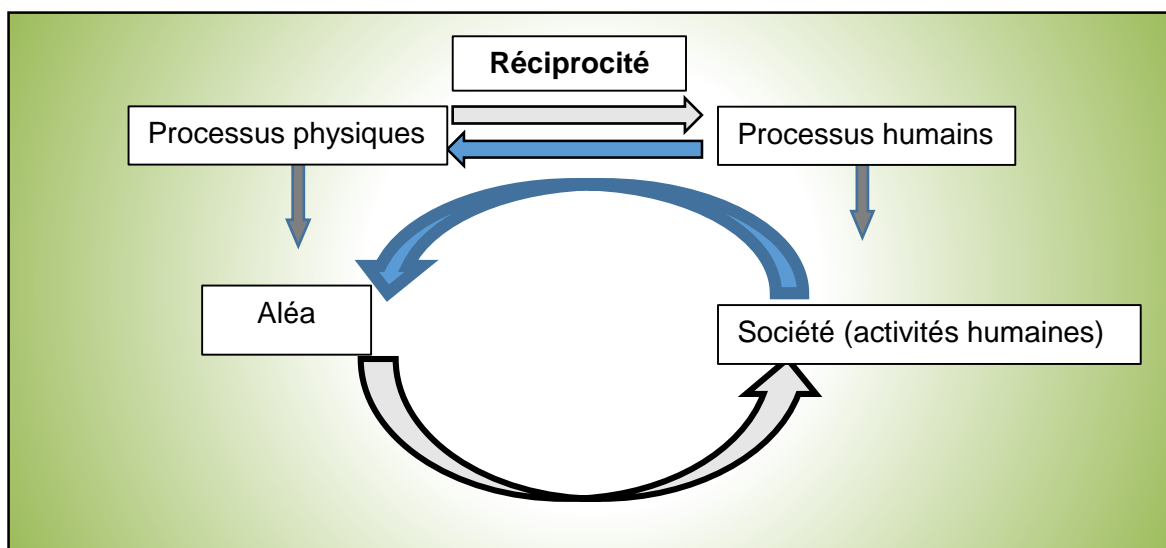 Réciprocité
Processus physiques
Processus humains
Aléa
Société (activités humaines)